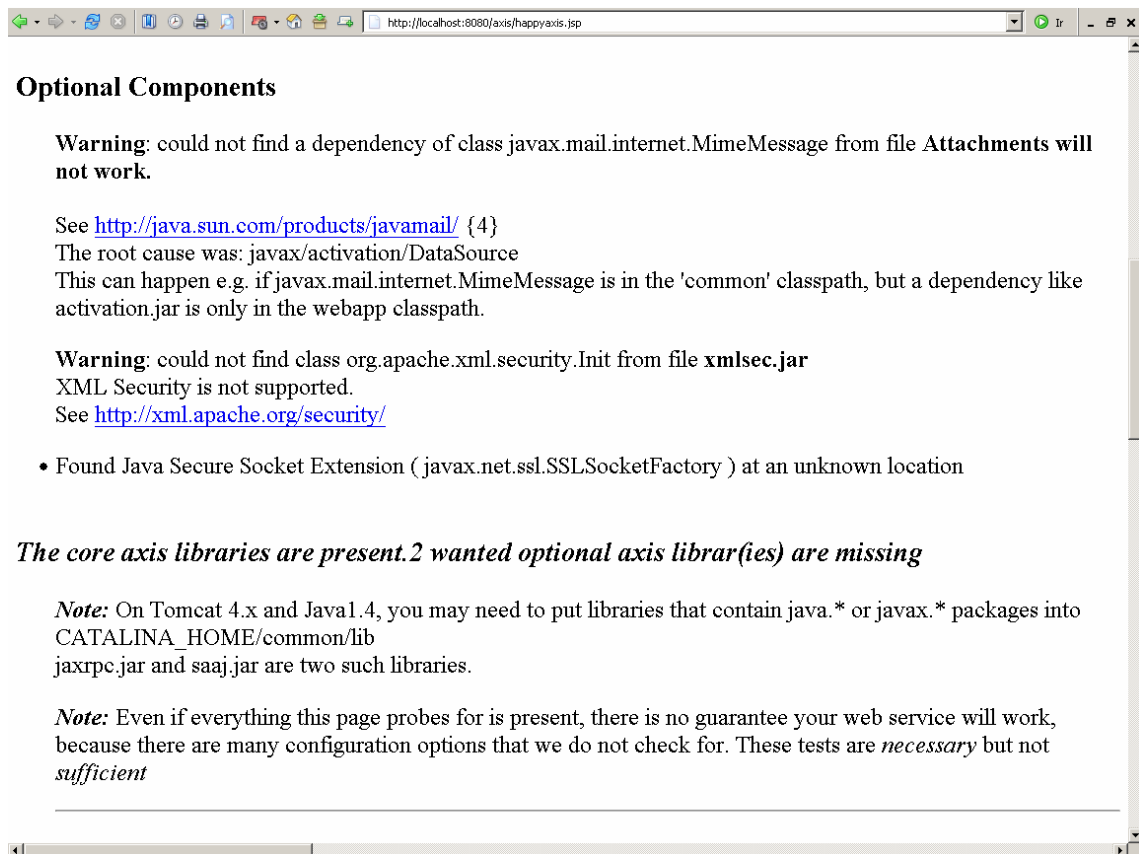 http://localhost:8080/axis/happyaxis.jsp
Ir
Optional Components
Warning: could not find a dependency of class javax.mail.internet.MimeMessage from file Attachments will
not work.
See http://java.sun.com/products/javamail/ {4}
The root cause was: javax/activation/DataSource
This can happen e.g. if javax.mail.internet.MimeMessage is in the 'common' classpath, but a dependency like
activation.jar is only in the webapp classpath.
Warning: could not find class org.apache.xml.security.Init from file xmlsec.jar
XML Security is not supported.
See http://xml.apache.org/security/
• Found Java Secure Socket Extension ( javax.net.ssl.SSLSocketFactory ) at an unknown location
The core axis libraries are present.2 wanted optional axis librar(ies) are missing
Note: On Tomcat 4.x and Java1.4, you may need to put libraries that contain java.* or javax.* packages into
CATALINA_HOME/common/lib
jaxrpc.jar and saaj.jar are two such libraries.
Note: Even if everything this page probes for is present, there is no guarantee your web service will work,
because there are many configuration options that we do not check for. These tests are necessary but not
sufficient